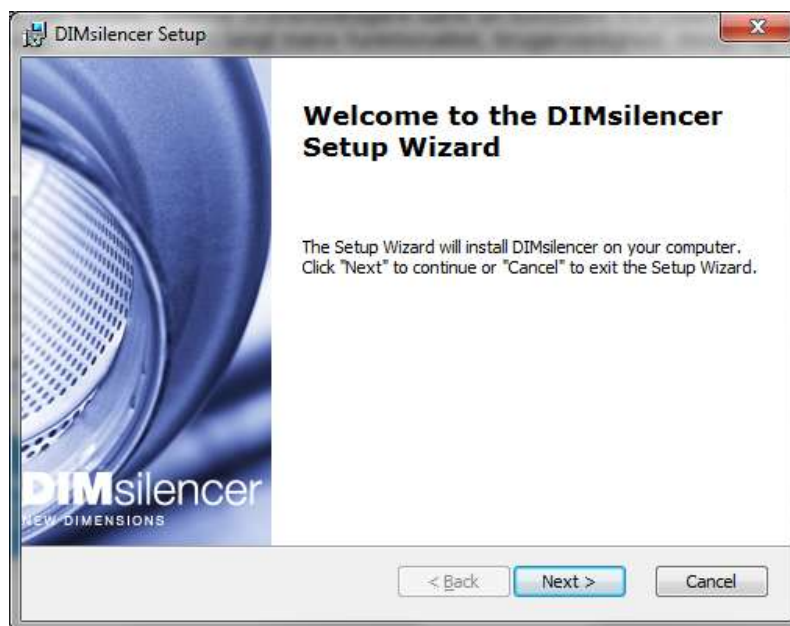 DIMsilencer Setup
Welcome to the DIMsilencer
Setup Wizard
The Setup Wizard will install DIMsilencer on your computer.
Click "Next" to continue or "Cancel" to exit the Setup Wizard.
DIMsilencer
NEW DIMENSIONS
< Back
Next >
Cancel